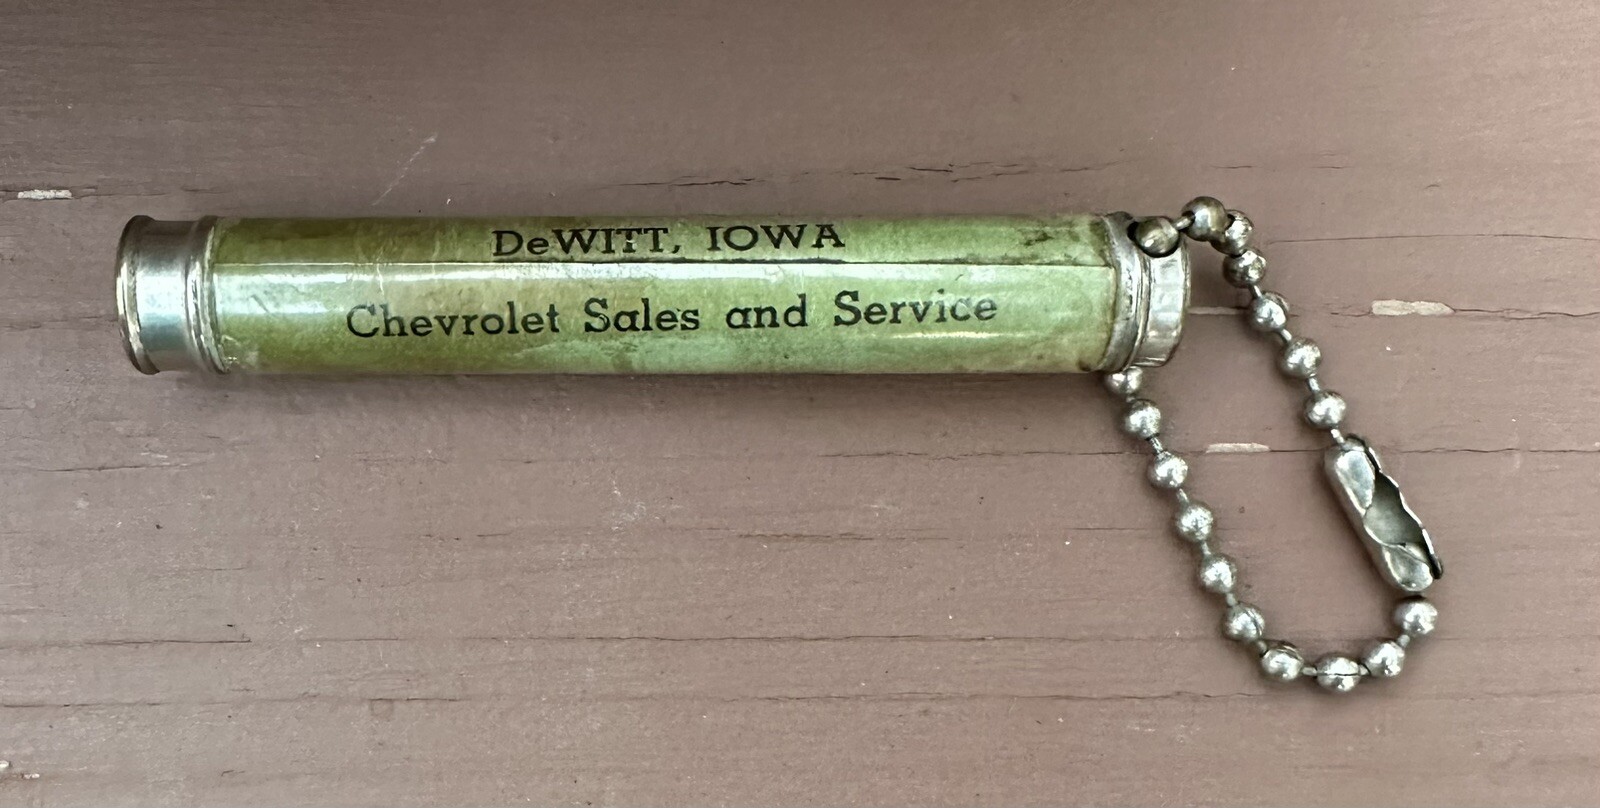 DeWITT, IOWA
Chevrolet Sales and Service